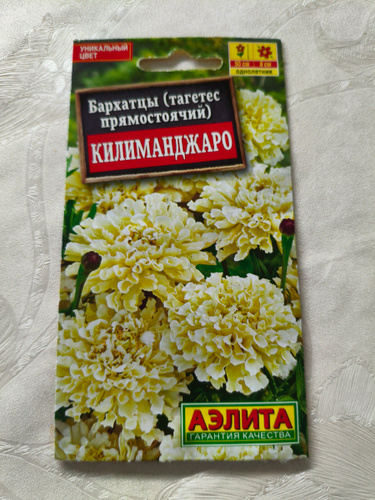 УНИКАЛЬНЫЙ
ЦВЕТ
однолетник
Бархатцы (тагетес
прямостоячий)
КИЛИМАНДЖАРО
АЭЛИТА
ГАРАНТИЯ КАЧЕСТВА